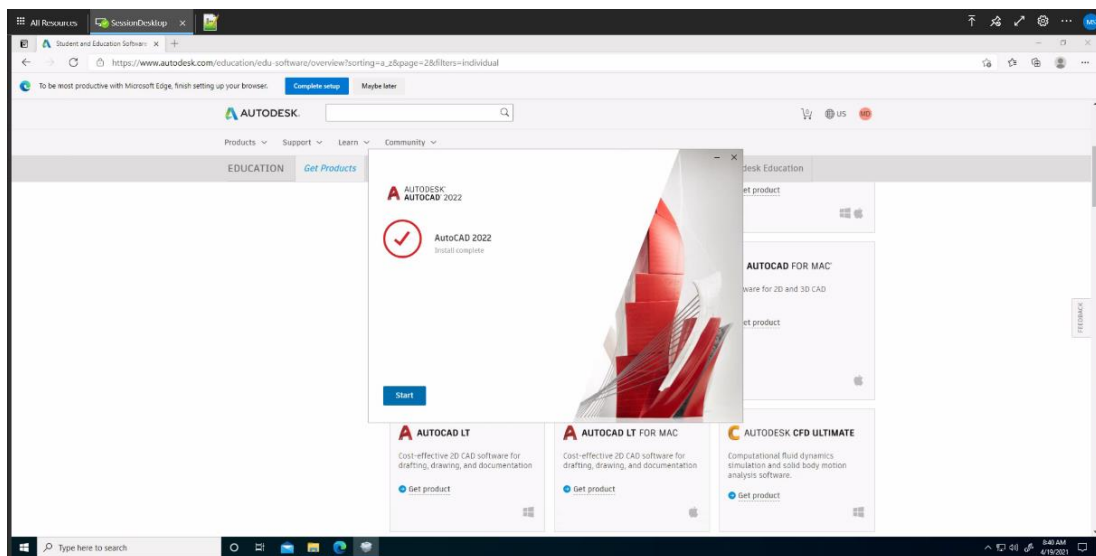 All Resources
SessionDesktop
Student and Education Software
https://www.autodesk.com/education/edu-software/overview?sorting=a_z&page=2&filters=individual
To be most productive with Microsoft Edge, finish setting up your browser.
Complete setup
Maybe later
AUTODESK.
US
MD
Products
Support
Learn
Community
EDUCATION
Get Products
desk Education
et product
AUTODESK
AUTOCAD 2022
AutoCAD 2022
Install complete
Start
AUTOCAD FOR MAC
ware for 2D and 3D CAD
et product
FEEDBACK
AUTOCAD LT
Cost-effective 2D CAD software for
drafting, drawing, and documentation
Get product
AUTOCAD LT FOR MAC
Cost-effective 2D CAD software for
drafting, drawing, and documentation
Get product
AUTODESK CFD ULTIMATE
Computational fluid dynamics
simulation and solid body motion
analysis software.
Get product
Type here to search
8:40 AM
4/19/2021